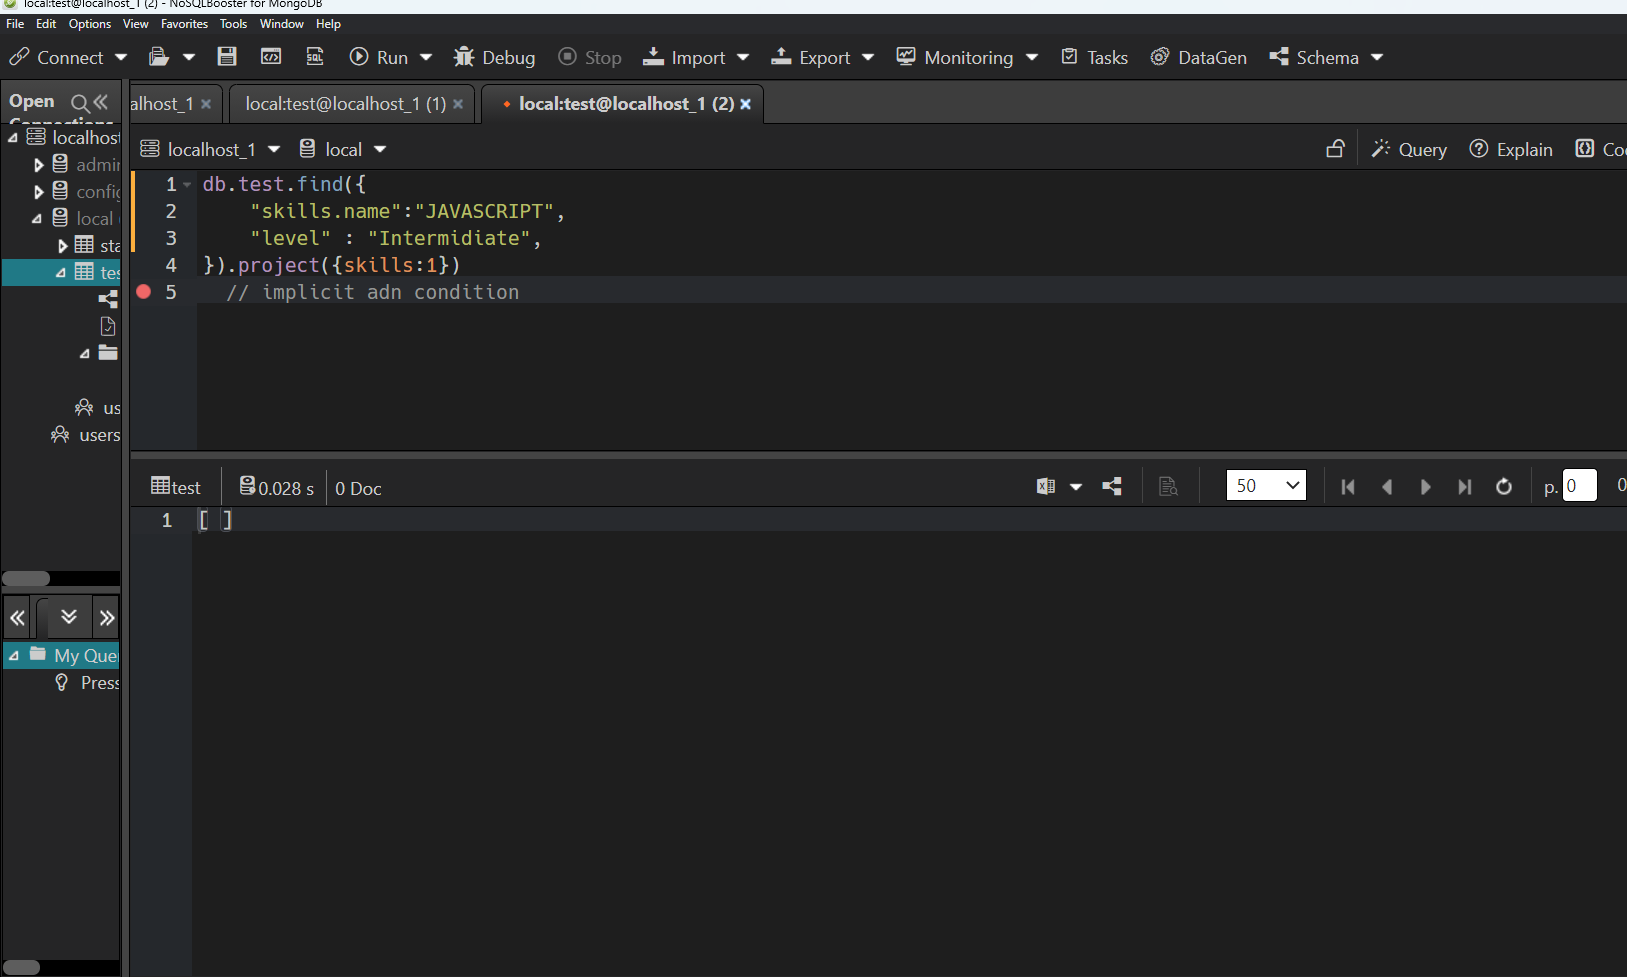 local:test@localhost_1 (2) - NoSQLBooster for MongoDB
File Edit Options View Favorites Tools Window Help
Connect Run Debug Stop Import Export Monitoring Tasks DataGen Schema
Open Connections
alhost_1 × local:test@localhost_1 (1) × local:test@localhost_1 (2) ×
localhost
admin
config
local
sta
tes
us
users
localhost_1 local Query Explain Co
1 db.test.find({
2 "skills.name":"JAVASCRIPT",
3 "level" : "Intermidiate",
4 }).project({skills:1})
5 // implicit adn condition
test 0.028 s 0 Doc 50 p. 0 0
1 [ ]
My Que
Press